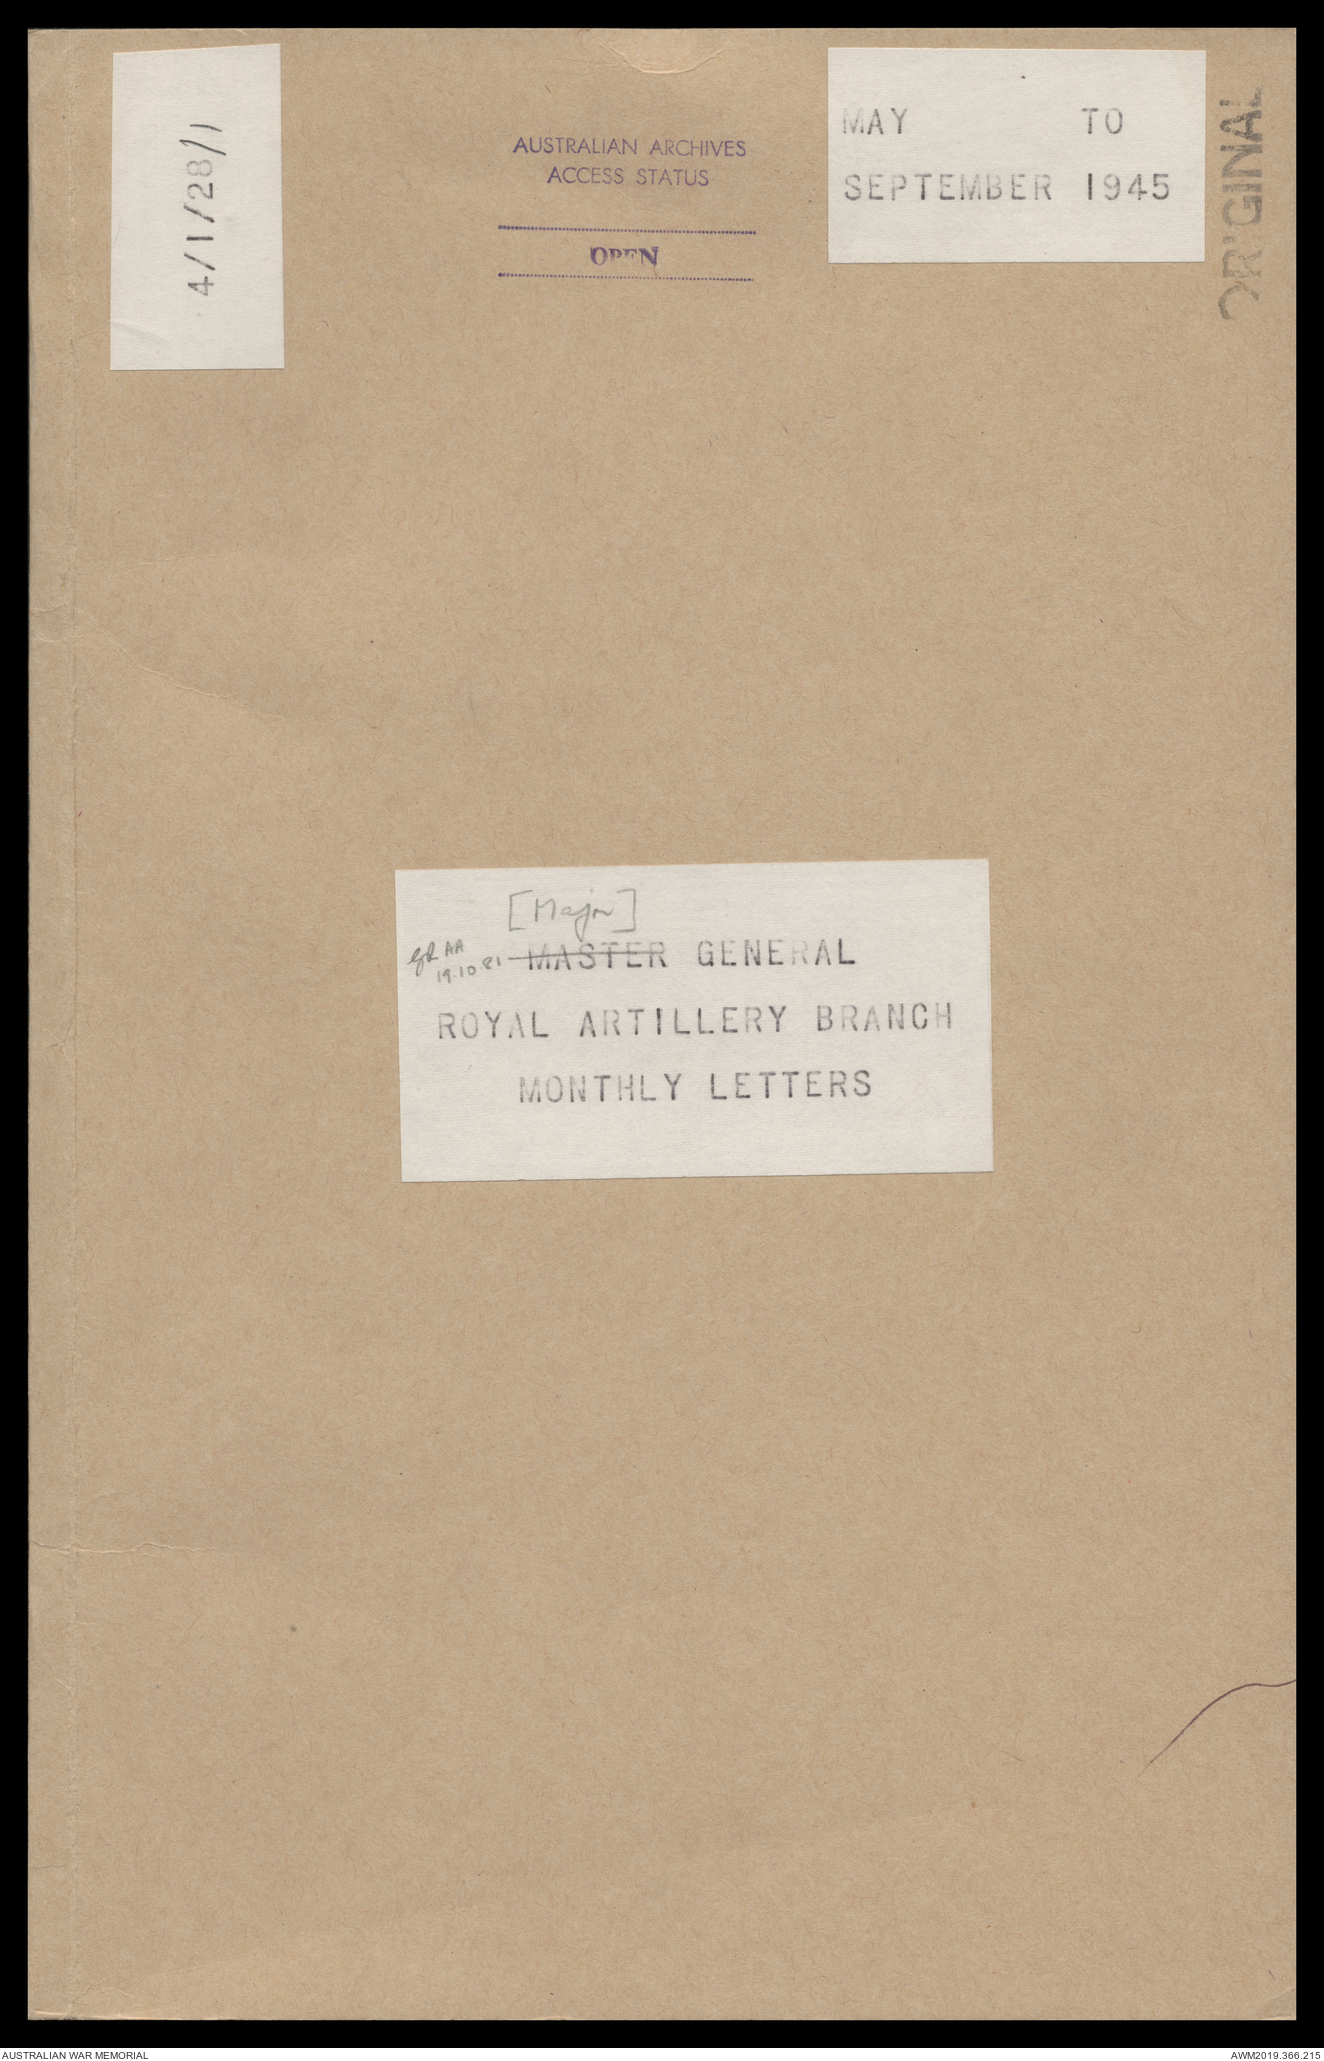 4/1/28/1
AUSTRALIAN ARCHIVES
ACCESS STATUS
OPEN
MAY TO
SEPTEMBER 1945
ORIGINAL
[Major]
AA
19.10.81
MASTER GENERAL
ROYAL ARTILLERY BRANCH
MONTHLY LETTERS
AUSTRALIAN WAR MEMORIAL
AWM2019.366.215